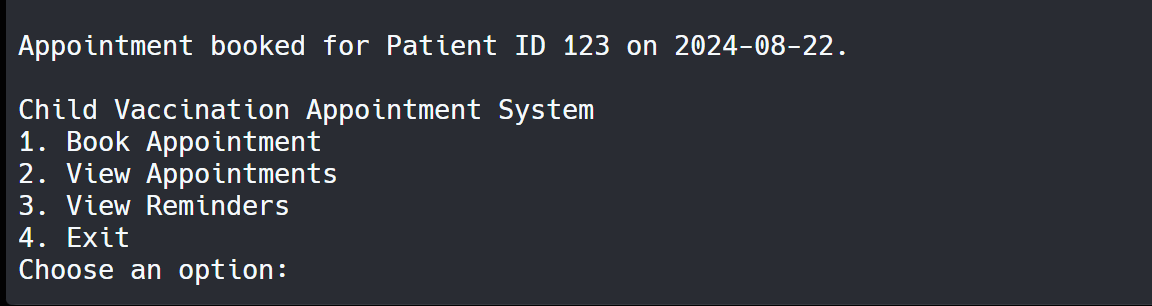 Appointment booked for Patient ID 123 on 2024-08-22.
Child Vaccination Appointment System
1. Book Appointment
2. View Appointments
3. View Reminders
4. Exit
Choose an option: